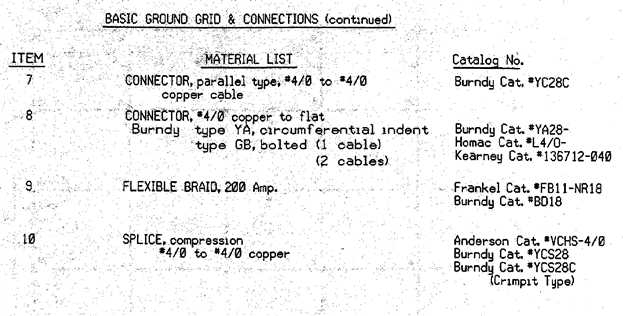 BASIC GROUND GRID & CONNECTIONS (continued)
ITEM MATERIAL LIST Catalog No.
7 CONNECTOR, parallel type, #4/0 to #4/0 Burndy Cat. #YC28C
copper cable
8 CONNECTOR, #4/0 copper to flat
Burndy type YA, circumferential indent Burndy Cat. #YA28-
type GB, bolted (1 cable) Homac Cat. #L4/0-
(2 cables) Kearney Cat. #136712-040
9 FLEXIBLE BRAID, 200 Amp. Frankel Cat. #FB11-NR18
Burndy Cat. #BD18
10 SPLICE, compression Anderson Cat. #VCHS-4/0
#4/0 to #4/0 copper Burndy Cat. #YCS28
Burndy Cat. #YCS28C
(Crimpit Type)